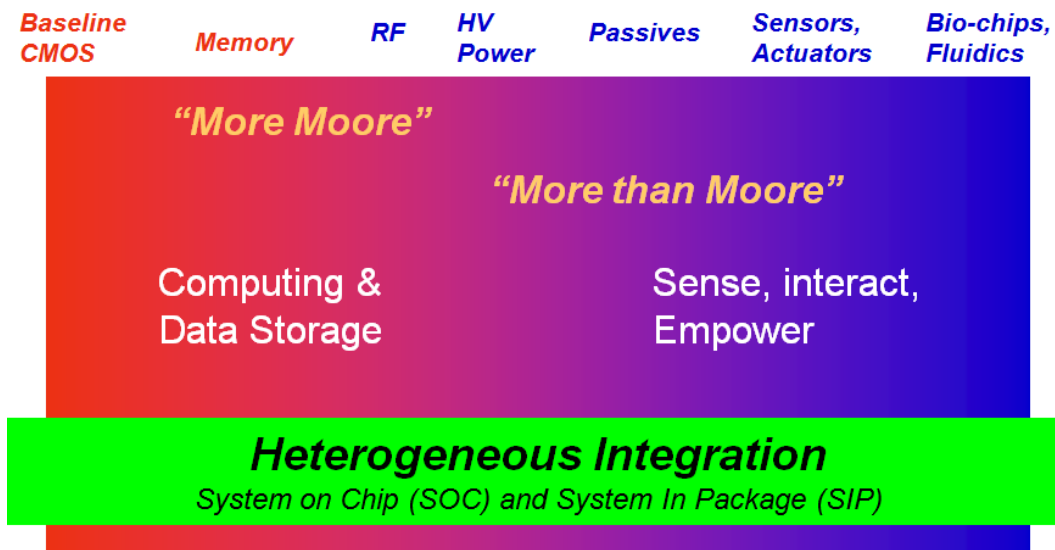 Baseline
CMOS
Memory
RF
HV
Power
Passives
Sensors,
Actuators
Bio-chips,
Fluidics
“More Moore”
“More than Moore”
Computing &
Data Storage
Sense, interact,
Empower
Heterogeneous Integration
System on Chip (SOC) and System In Package (SIP)